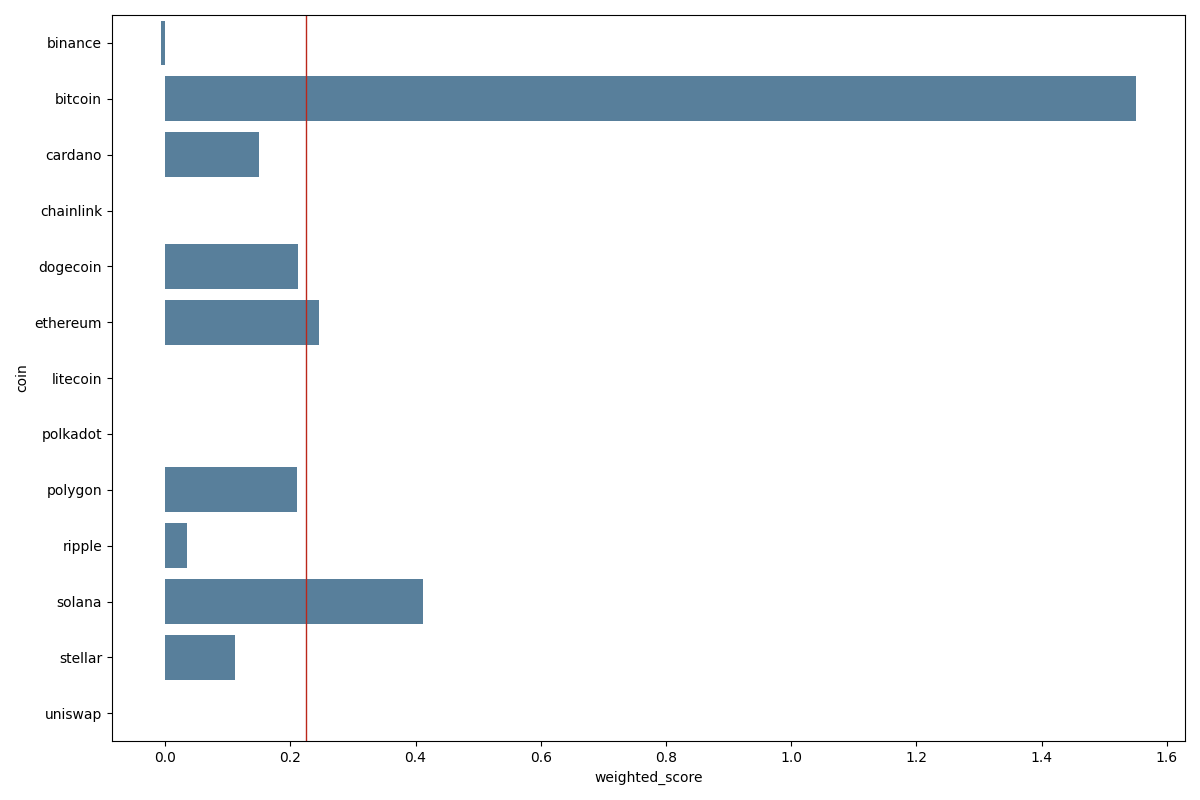 binance
bitcoin
cardano
chainlink
dogecoin
ethereum
litecoin
polkadot
polygon
ripple
solana
stellar
uniswap
coin
0.0 0.2 0.4 0.6 0.8 1.0 1.2 1.4 1.6
weighted_score